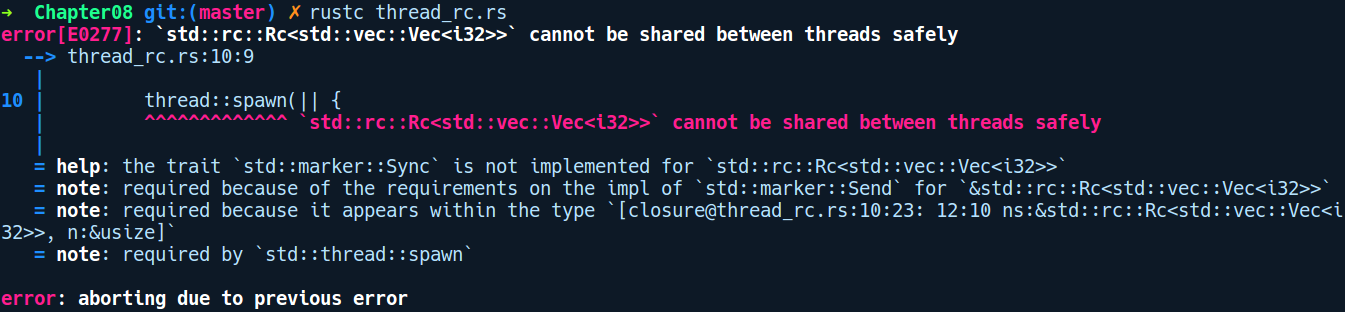 →  Chapter08 git:(master) ✗ rustc thread_rc.rs
error[E0277]: `std::rc::Rc<std::vec::Vec<i32>>` cannot be shared between threads safely
  --> thread_rc.rs:10:9
   |
10 |         thread::spawn(|| {
   |         ^^^^^^^^^^^^^ `std::rc::Rc<std::vec::Vec<i32>>` cannot be shared between threads safely
   |
   = help: the trait `std::marker::Sync` is not implemented for `std::rc::Rc<std::vec::Vec<i32>>`
   = note: required because of the requirements on the impl of `std::marker::Send` for `&std::rc::Rc<std::vec::Vec<i32>>`
   = note: required because it appears within the type `[closure@thread_rc.rs:10:23: 12:10 ns:&std::rc::Rc<std::vec::Vec<i
32>>, n:&usize]`
   = note: required by `std::thread::spawn`

error: aborting due to previous error